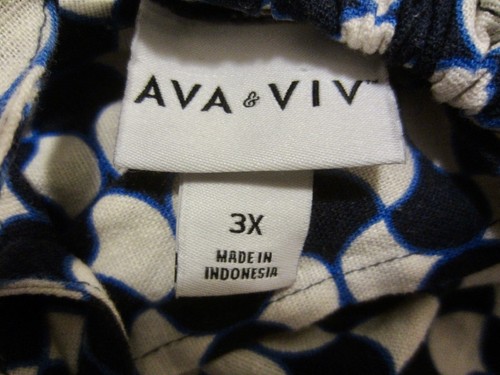 AVA & VIV™
3X
MADE IN
INDONESIA